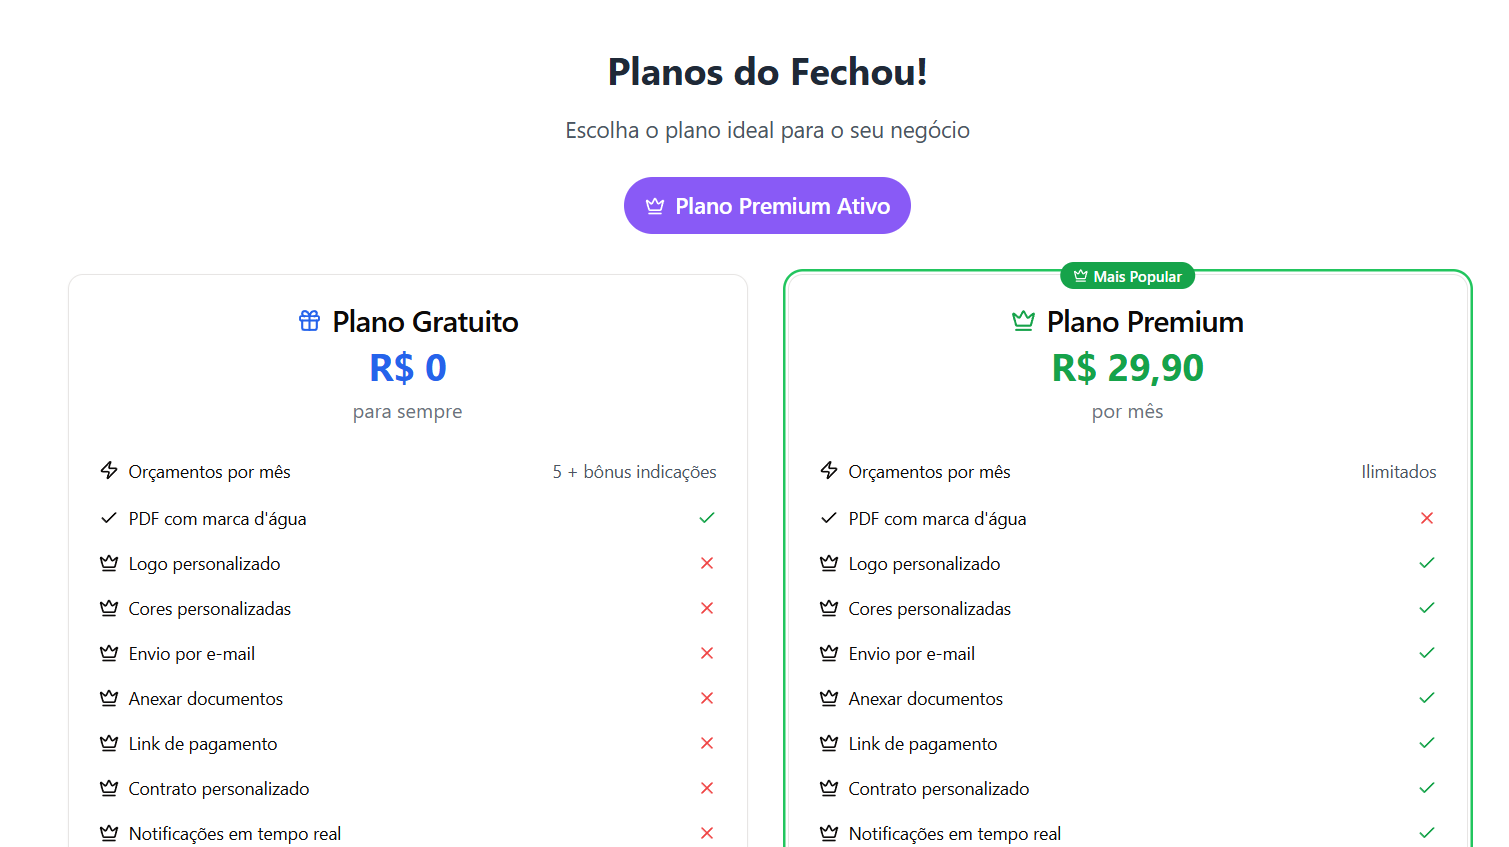 Planos do Fechou!
Escolha o plano ideal para o seu negócio
Plano Premium Ativo
Plano Gratuito
R$ 0
para sempre
Orçamentos por mês 5 + bônus indicações
PDF com marca d'água
Logo personalizado
Cores personalizadas
Envio por e-mail
Anexar documentos
Link de pagamento
Contrato personalizado
Notificações em tempo real
Mais Popular
Plano Premium
R$ 29,90
por mês
Orçamentos por mês Ilimitados
PDF com marca d'água
Logo personalizado
Cores personalizadas
Envio por e-mail
Anexar documentos
Link de pagamento
Contrato personalizado
Notificações em tempo real